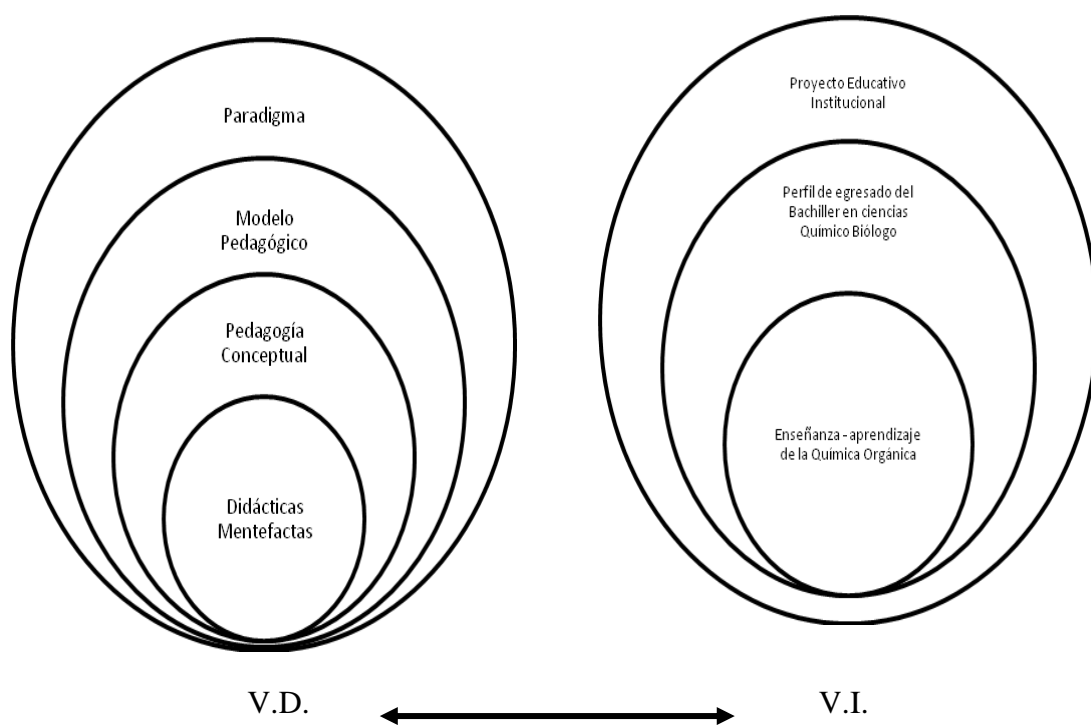 Paradigma
Modelo
Pedagógico
Pedagogía
Conceptual
Didácticas
Mentefactas
V.D.
Proyecto Educativo
Institucional
Perfil de egresado del
Bachiller en ciencias
Químico Biólogo
Enseñanza - aprendizaje
de la Química Orgánica
V.I.